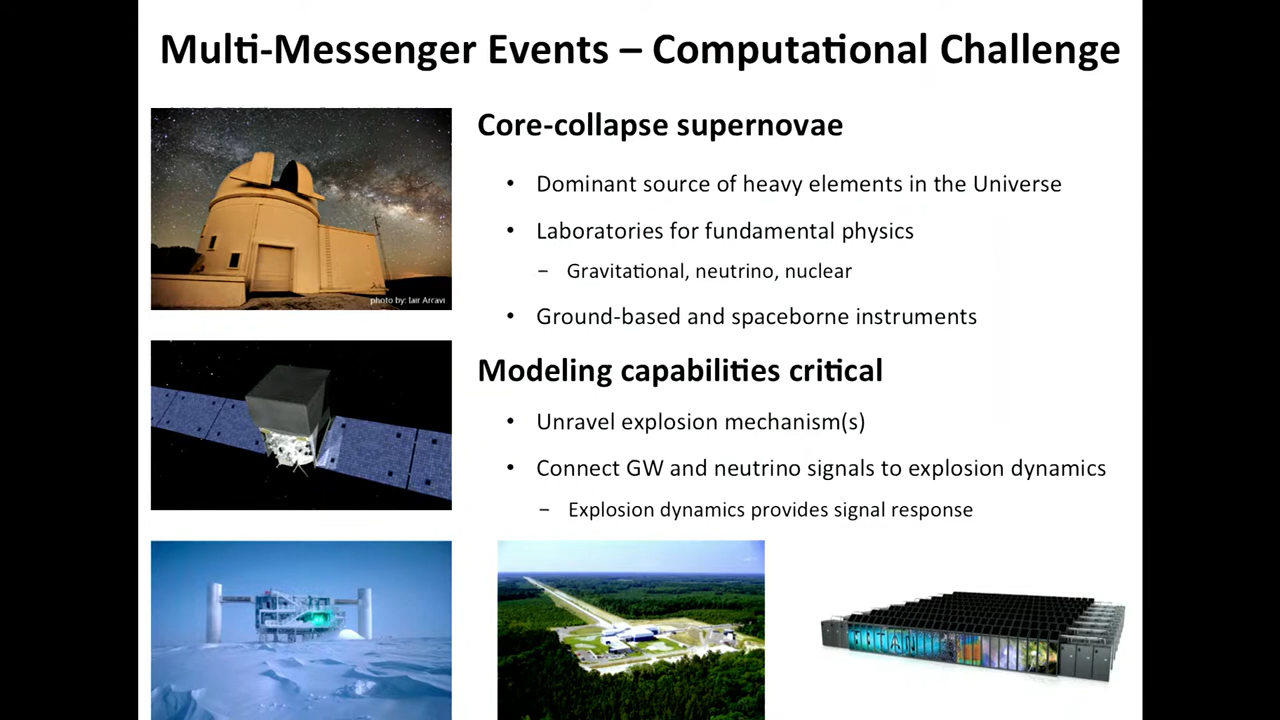 Multi-Messenger Events – Computational Challenge
Core-collapse supernovae
• Dominant source of heavy elements in the Universe
• Laboratories for fundamental physics
– Gravitational, neutrino, nuclear
• Ground-based and spaceborne instruments
photo by: Iair Arcavi
Modeling capabilities critical
• Unravel explosion mechanism(s)
• Connect GW and neutrino signals to explosion dynamics
– Explosion dynamics provides signal response
TITAN